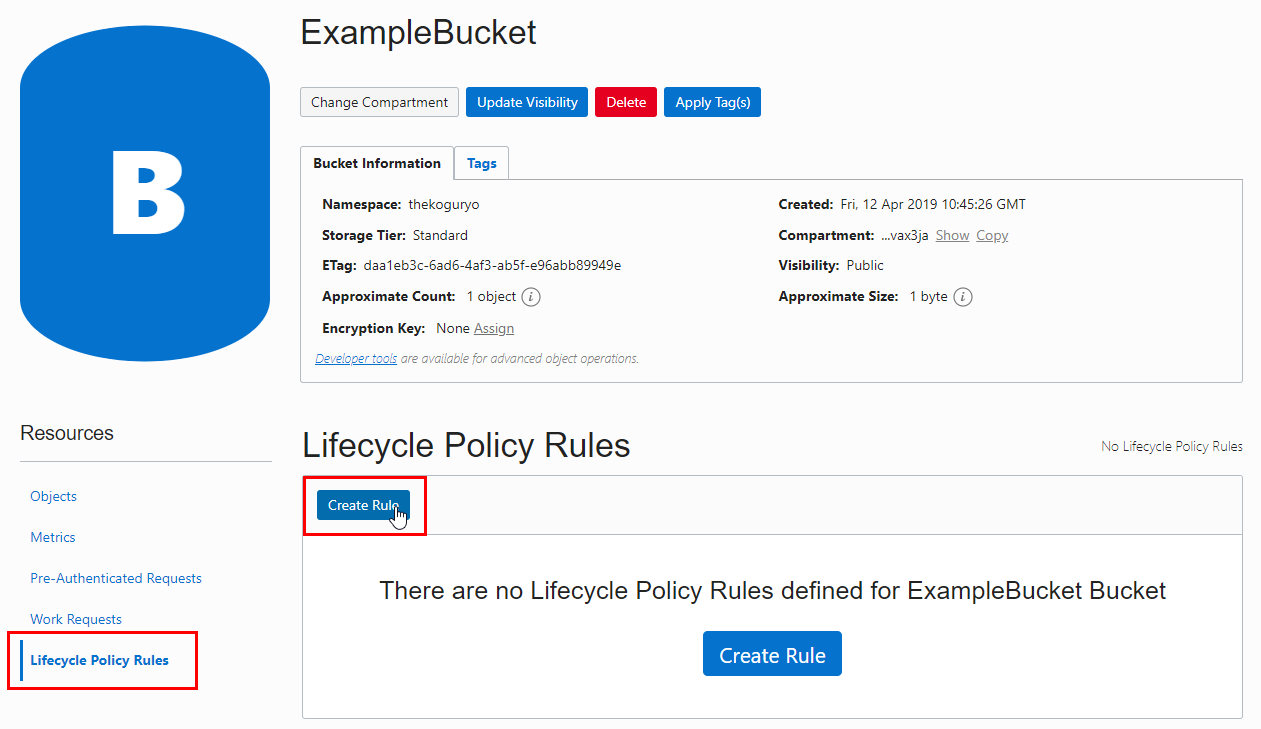 ExampleBucket
B
Change Compartment Update Visibility Delete Apply Tag(s)
Bucket Information Tags
Namespace: thekoguryo Created: Fri, 12 Apr 2019 10:45:26 GMT
Storage Tier: Standard Compartment: ...vax3ja Show Copy
ETag: daa1eb3c-6ad6-4af3-ab5f-e96abb89949e Visibility: Public
Approximate Count: 1 object i Approximate Size: 1 byte i
Encryption Key: None Assign
Developer tools are available for advanced object operations.
Resources
Objects
Metrics
Pre-Authenticated Requests
Work Requests
Lifecycle Policy Rules
Lifecycle Policy Rules
No Lifecycle Policy Rules
Create Rule
There are no Lifecycle Policy Rules defined for ExampleBucket Bucket
Create Rule